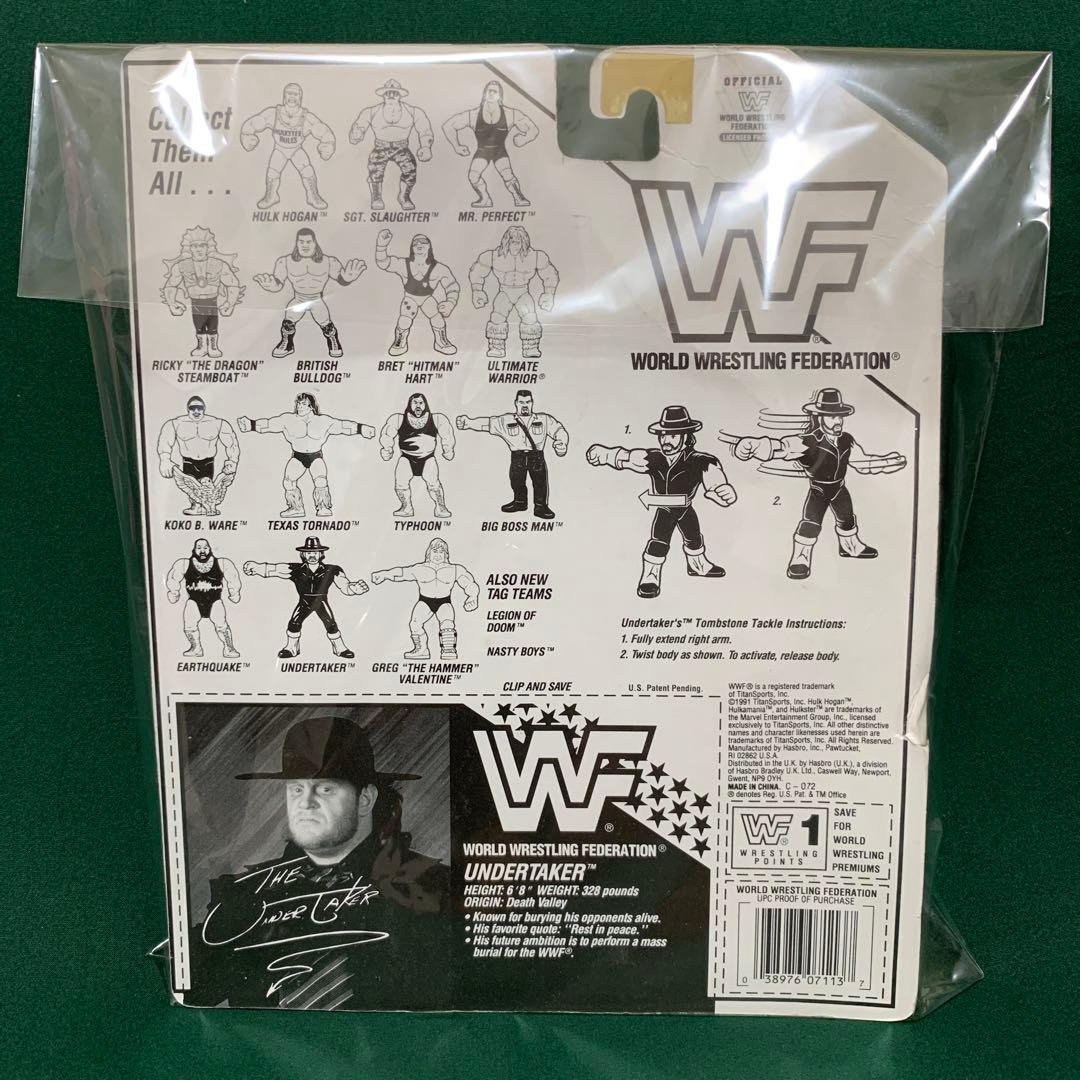 Collect
Them
All . . .
HULKSTER
RULES
HULK HOGAN™
SGT. SLAUGHTER™
MR. PERFECT™
OFFICIAL
WF
WORLD WRESTLING
FEDERATION
LICENSED
WF®
WORLD WRESTLING FEDERATION®
RICKY "THE DRAGON"
STEAMBOAT™
BRITISH
BULLDOG™
BRET "HITMAN"
HART™
ULTIMATE
WARRIOR®
KOKO B. WARE™
TEXAS TORNADO™
TYPHOON™
BIG BOSS MAN™
1.
2.
EARTHQUAKE™
UNDERTAKER™
GREG "THE HAMMER"
VALENTINE™
ALSO NEW
TAG TEAMS
LEGION OF
DOOM™
NASTY BOYS™
Undertaker's™ Tombstone Tackle Instructions:
1. Fully extend right arm.
2. Twist body as shown. To activate, release body.
CLIP AND SAVE
U.S. Patent Pending.
WWF® is a registered trademark
of TitanSports, Inc.
©1991 TitanSports, Inc. Hulk Hogan™,
Hulkamania™, and Hulkster™ are trademarks of
the Marvel Entertainment Group, Inc., licensed
exclusively to TitanSports, Inc. All other distinctive
names and character likenesses used herein are
trademarks of TitanSports, Inc. All Rights Reserved.
Manufactured by Hasbro, Inc., Pawtucket,
RI 02862 U.S.A.
Distributed in the U.K. by Hasbro (U.K.), a division
of Hasbro Bradley U.K. Ltd., Caswell Way, Newport,
Gwent, NP9 OYH.
MADE IN CHINA. C-072
® denotes Reg. U.S. Pat. & TM Office
THE
UNDERTAKER
WF®
WORLD WRESTLING FEDERATION®
UNDERTAKER™
HEIGHT: 6'8" WEIGHT: 328 pounds
ORIGIN: Death Valley
• Known for burying his opponents alive.
• His favorite quote: "Rest in peace."
• His future ambition is to perform a mass
burial for the WWF®.
WF® 1
WRESTLING
POINTS
SAVE
FOR
WORLD
WRESTLING
PREMIUMS
WORLD WRESTLING FEDERATION
UPC PROOF OF PURCHASE
0 38976 07113 7